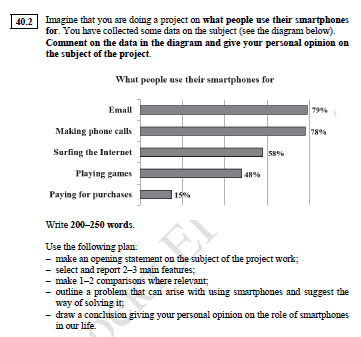 40.2 Imagine that you are doing a project on what people use their smartphones
for. You have collected some data on the subject (see the diagram below).
Comment on the data in the diagram and give your personal opinion on
the subject of the project.
What people use their smartphones for
Email 79%
Making phone calls 78%
Surfing the Internet 58%
Playing games 48%
Paying for purchases 15%
Write 200–250 words.
Use the following plan:
– make an opening statement on the subject of the project work;
– select and report 2–3 main features;
– make 1–2 comparisons where relevant;
– outline a problem that can arise with using smartphones and suggest the
way of solving it;
– draw a conclusion giving your personal opinion on the role of smartphones
in our life.